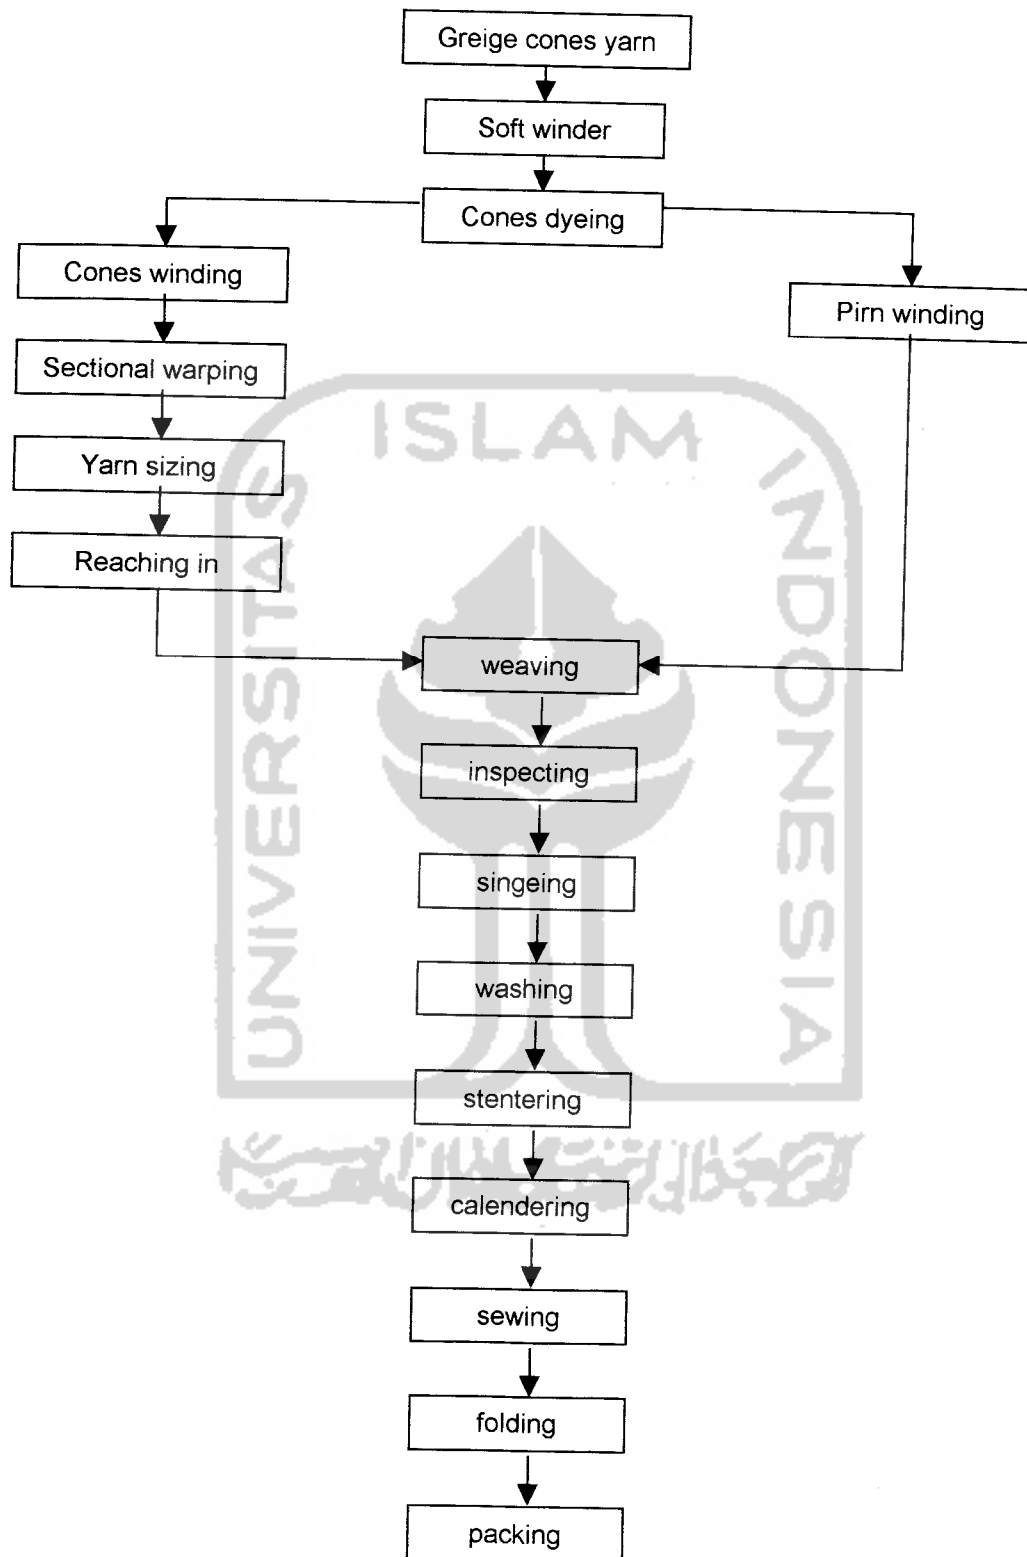 Greige cones yarn
Soft winder
Cones dyeing
Cones winding
Pirn winding
Sectional warping
Yarn sizing
Reaching in
weaving
inspecting
singeing
washing
stentering
calendering
sewing
folding
packing
UNIVERSITAS
ISLAM
INDONESIA